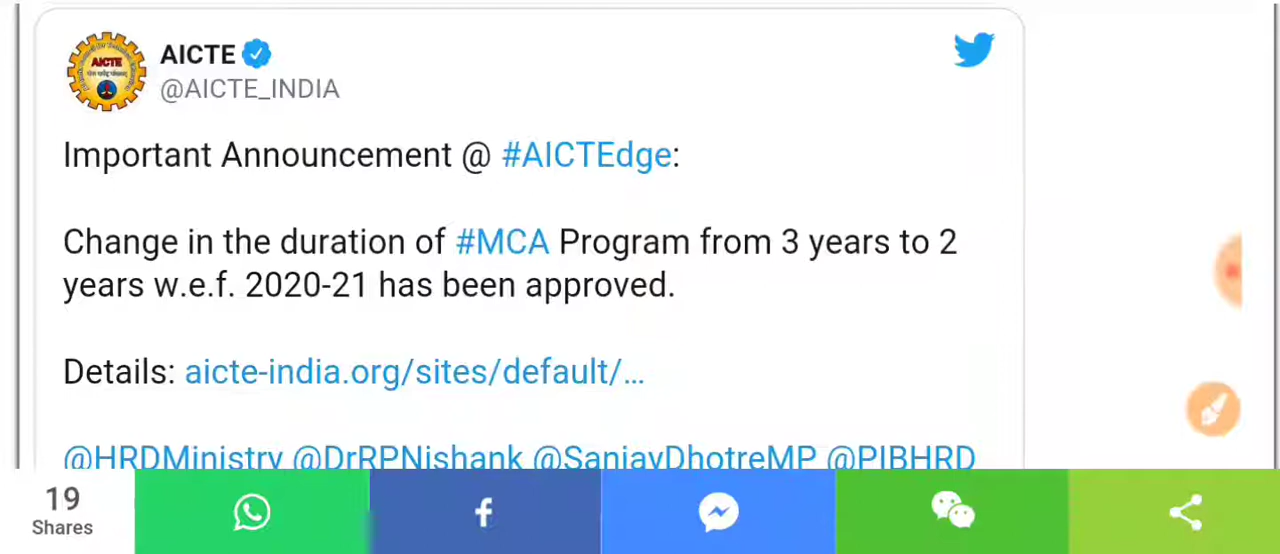 AICTE
AICTE
@AICTE_INDIA
Important Announcement @ #AICTEdge:
Change in the duration of #MCA Program from 3 years to 2
years w.e.f. 2020-21 has been approved.
Details: aicte-india.org/sites/default/...
@HRDMinistry @DrRPNishank @SanjayDhotreMP @PIBHRD
19
Shares